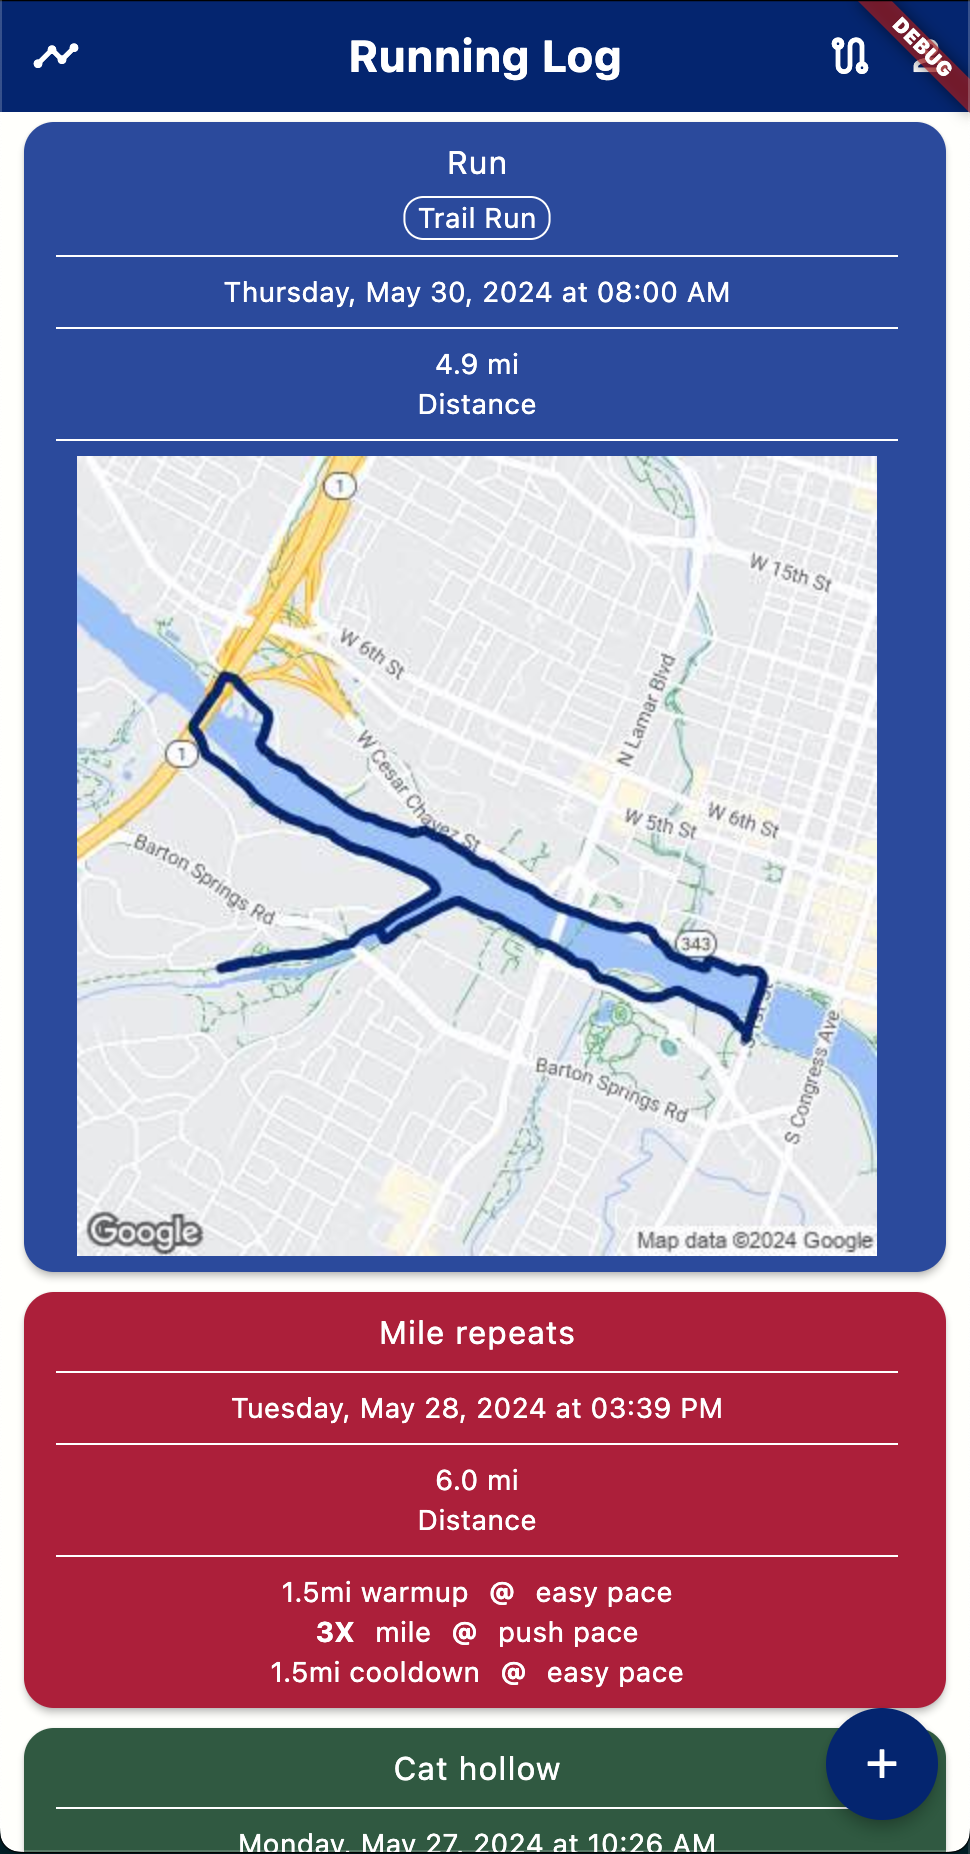 Running Log
DEBUG
Run
Trail Run
Thursday, May 30, 2024 at 08:00 AM
4.9 mi
Distance
1
W 15th St
W 6th St
N Lamar Blvd
1
W Cesar Chavez St
W 5th St
W 6th St
Barton Springs Rd
343
S Congress Ave
Barton Springs Rd
Google
Map data ©2024 Google
Mile repeats
Tuesday, May 28, 2024 at 03:39 PM
6.0 mi
Distance
1.5mi warmup @ easy pace
3X mile @ push pace
1.5mi cooldown @ easy pace
+
Cat hollow
Monday, May 27, 2024 at 10:26 AM